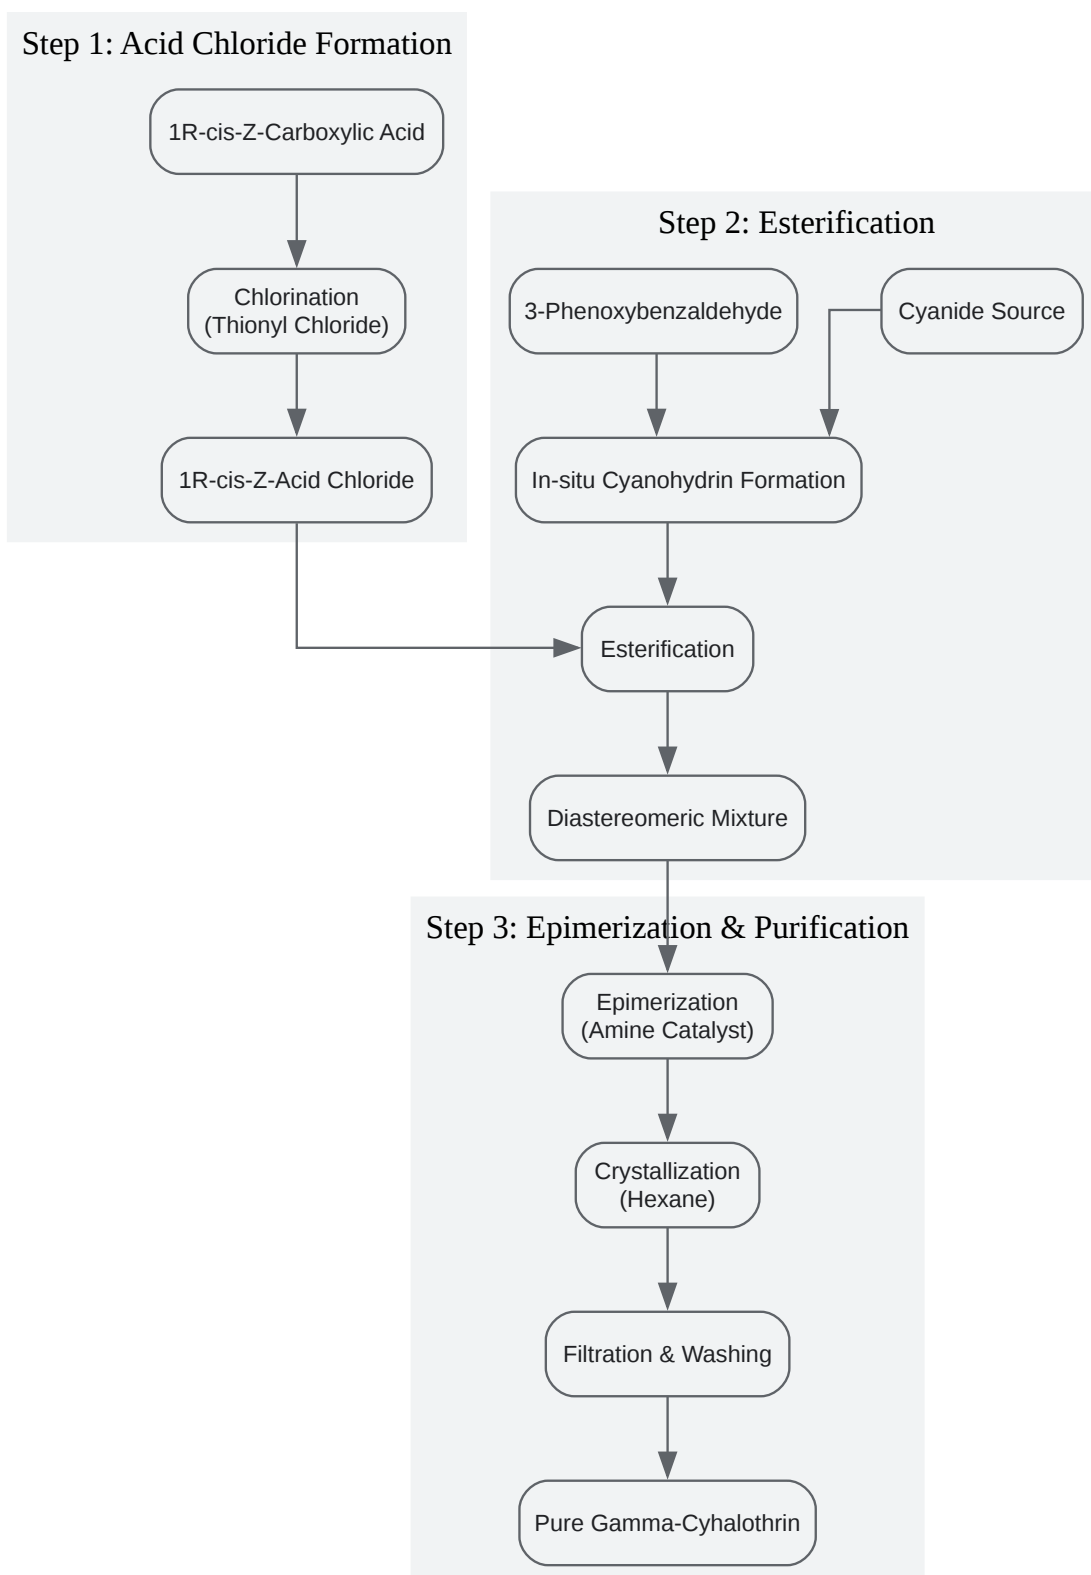 Step 1: Acid Chloride Formation
1R-cis-Z-Carboxylic Acid
Chlorination
(Thionyl Chloride)
1R-cis-Z-Acid Chloride
Step 2: Esterification
3-Phenoxybenzaldehyde
Cyanide Source
In-situ Cyanohydrin Formation
Esterification
Diastereomeric Mixture
Step 3: Epimerization & Purification
Epimerization
(Amine Catalyst)
Crystallization
(Hexane)
Filtration & Washing
Pure Gamma-Cyhalothrin